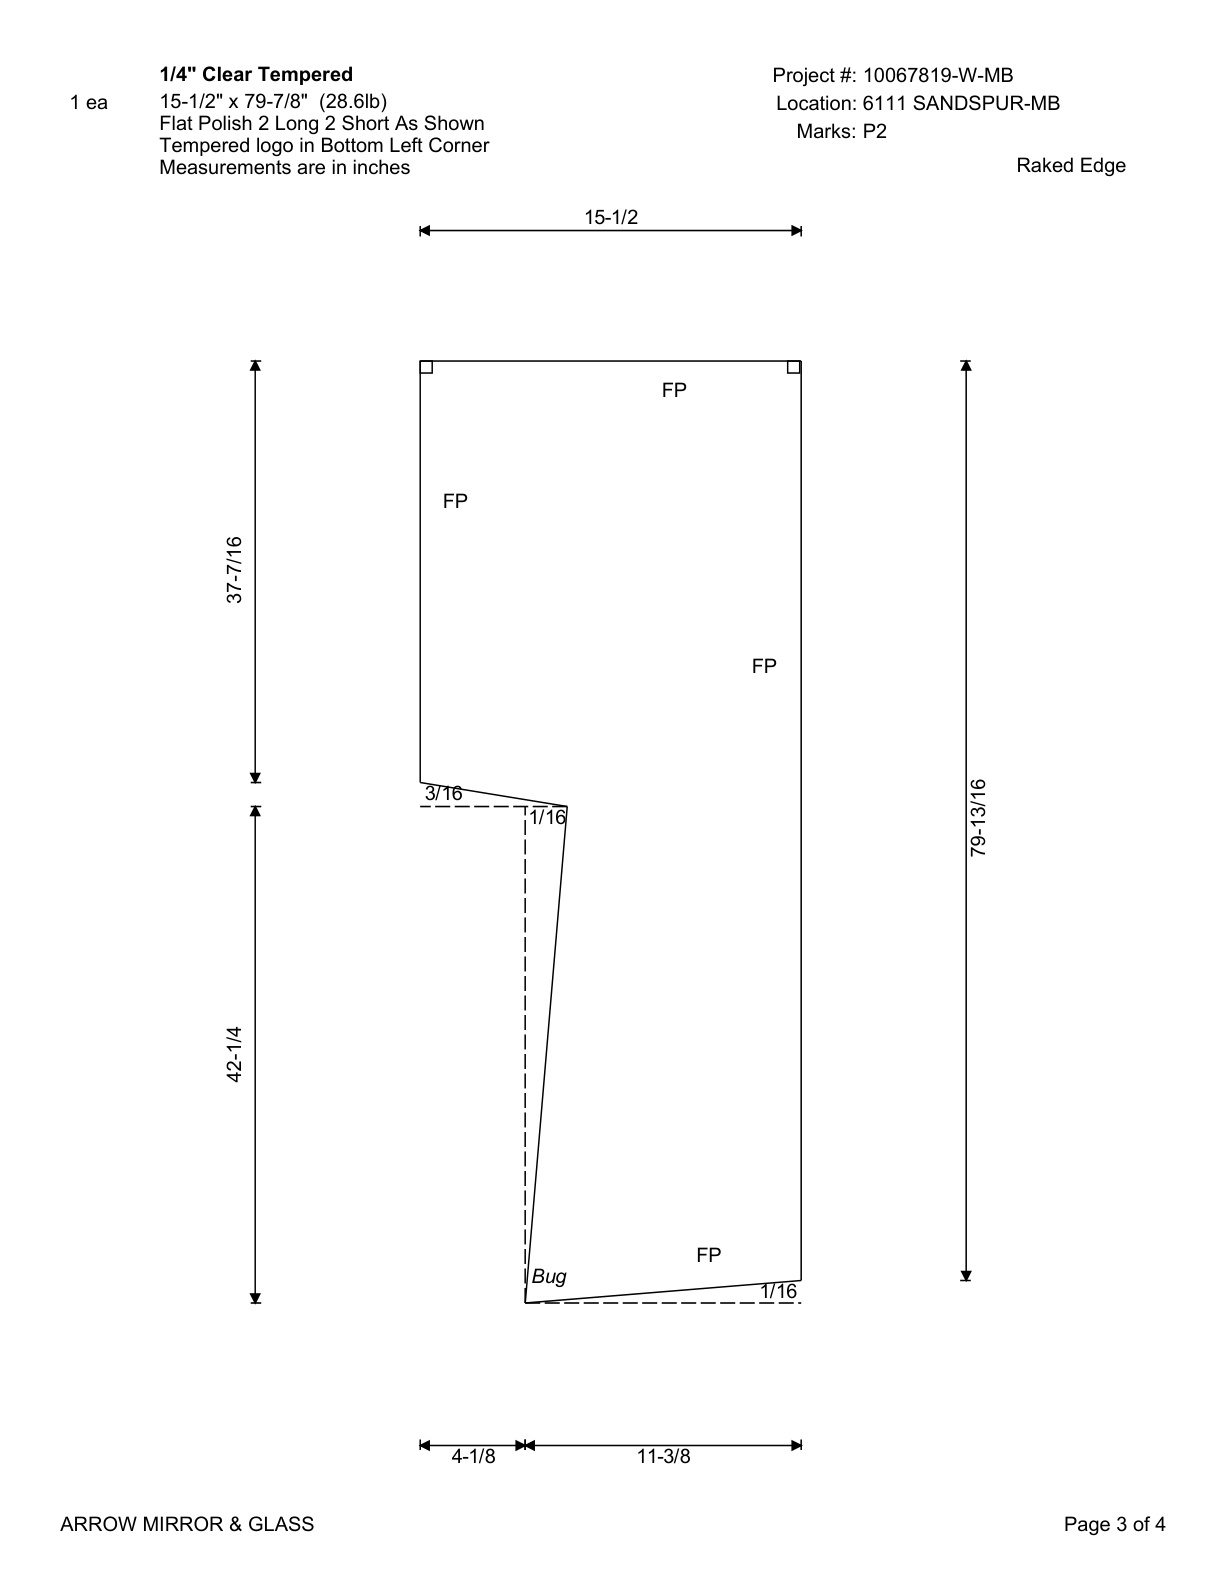 1/4" Clear Tempered
1 ea
15-1/2" x 79-7/8" (28.6lb)
Flat Polish 2 Long 2 Short As Shown
Tempered logo in Bottom Left Corner
Measurements are in inches
Project #: 10067819-W-MB
Location: 6111 SANDSPUR-MB
Marks: P2
Raked Edge
15-1/2
FP
FP
37-7/16
FP
3/16
1/16
79-13/16
42-1/4
FP
Bug
1/16
4-1/8
11-3/8
ARROW MIRROR & GLASS
Page 3 of 4